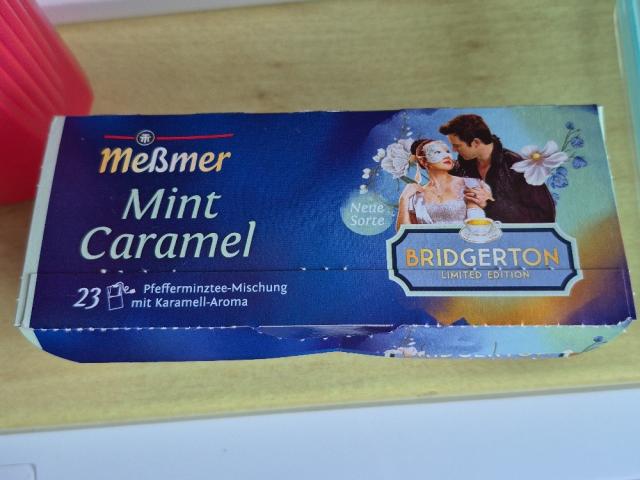 Meßmer
Mint
Caramel
Neue
Sorte
BRIDGERTON
LIMITED EDITION
23 Pfefferminztee-Mischung
mit Karamell-Aroma